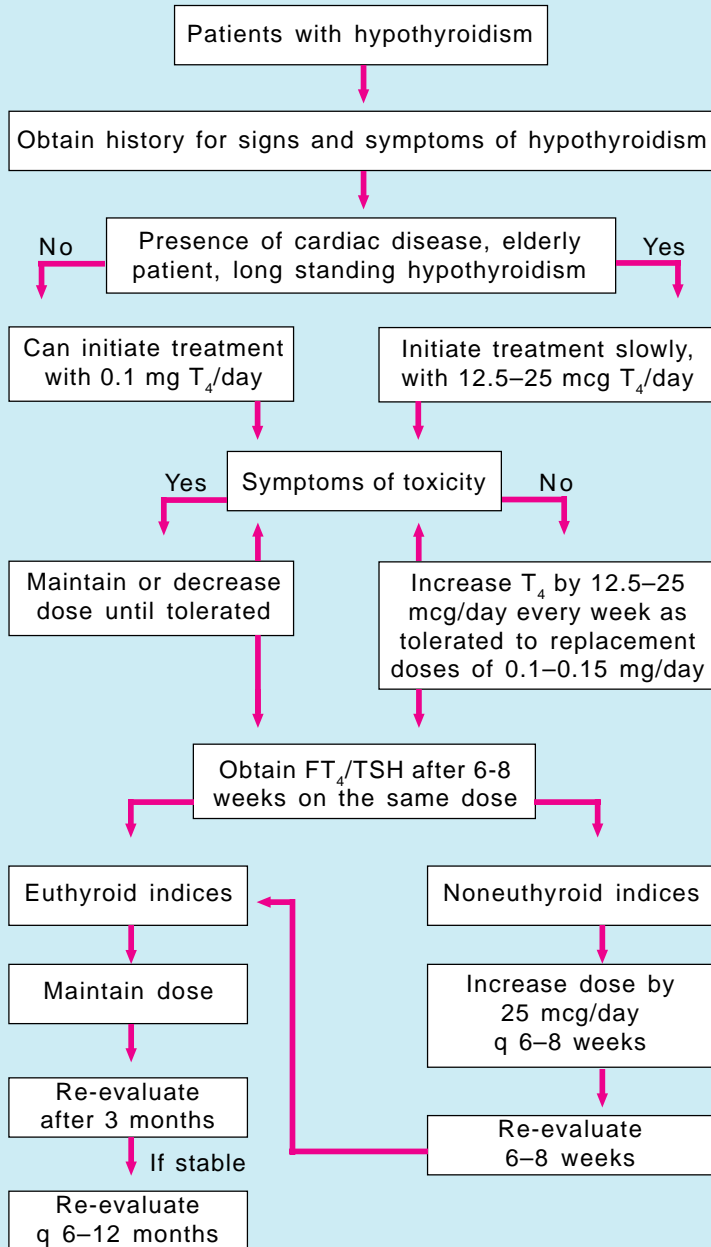 Patients with hypothyroidism
Obtain history for signs and symptoms of hypothyroidism
No
Presence of cardiac disease, elderly
patient, long standing hypothyroidism
Yes
Can initiate treatment
with 0.1 mg T₄/day
Initiate treatment slowly,
with 12.5–25 mcg T₄/day
Yes
Symptoms of toxicity
No
Maintain or decrease
dose until tolerated
Increase T₄ by 12.5–25
mcg/day every week as
tolerated to replacement
doses of 0.1–0.15 mg/day
Obtain FT₄/TSH after 6-8
weeks on the same dose
Euthyroid indices
Noneuthyroid indices
Maintain dose
Increase dose by
25 mcg/day
q 6–8 weeks
Re-evaluate
after 3 months
Re-evaluate
6–8 weeks
If stable
Re-evaluate
q 6–12 months